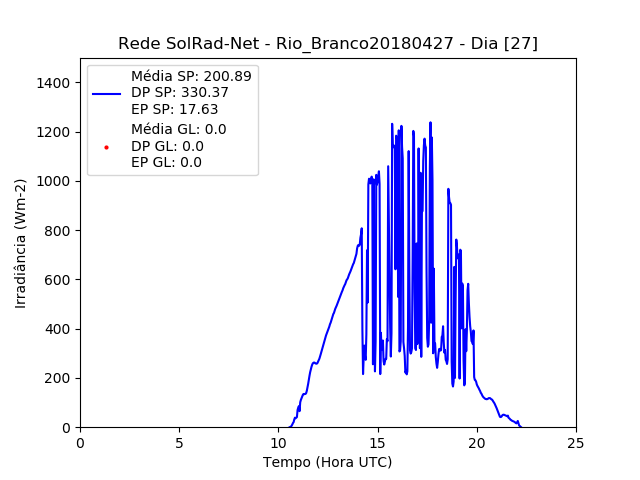 Rede SolRad-Net - Rio_Branco20180427 - Dia [27]
Média SP: 200.89
DP SP: 330.37
EP SP: 17.63
Média GL: 0.0
DP GL: 0.0
EP GL: 0.0
Irradiância (Wm-2)
1400
1200
1000
800
600
400
200
0
0 5 10 15 20 25
Tempo (Hora UTC)